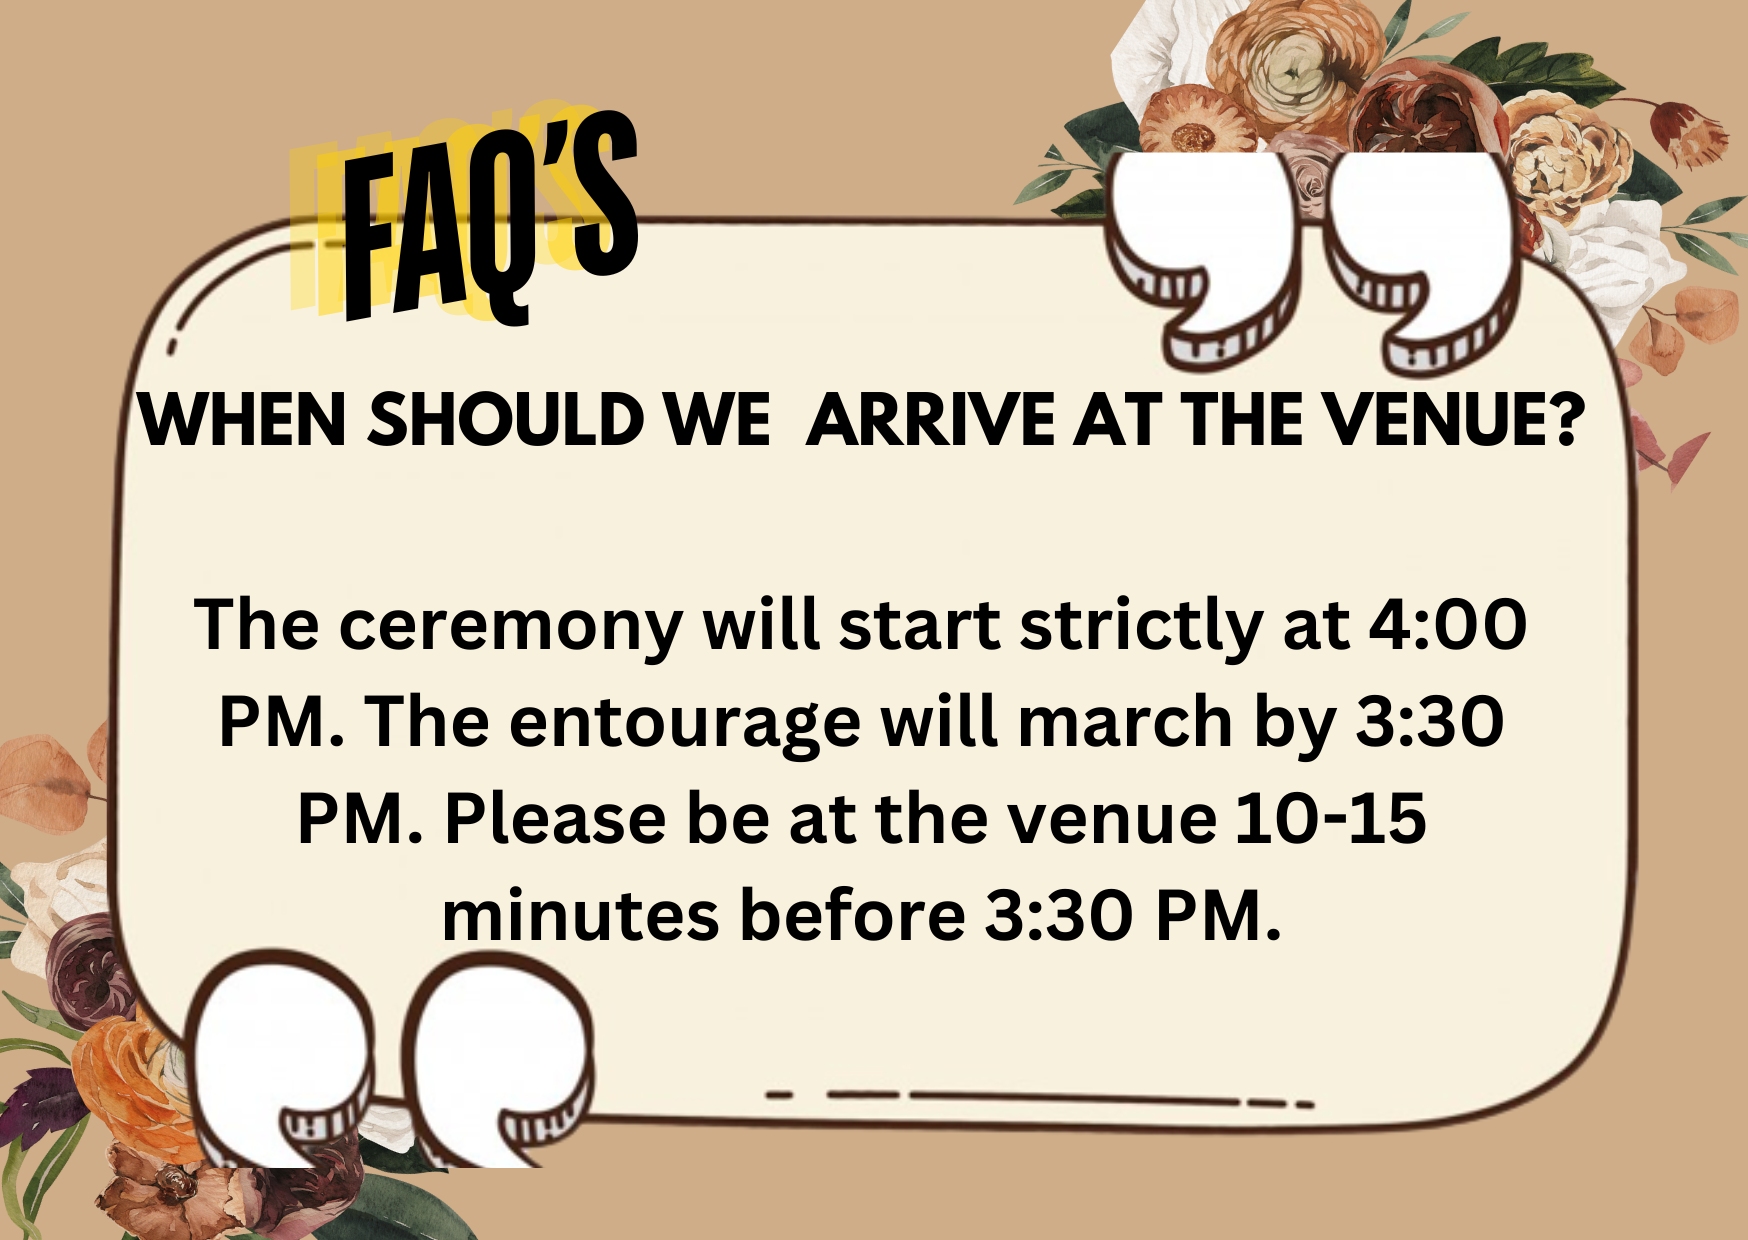 FAQ'S
WHEN SHOULD WE  ARRIVE AT THE VENUE?
The ceremony will start strictly at 4:00
PM. The entourage will march by 3:30
PM. Please be at the venue 10-15
minutes before 3:30 PM.